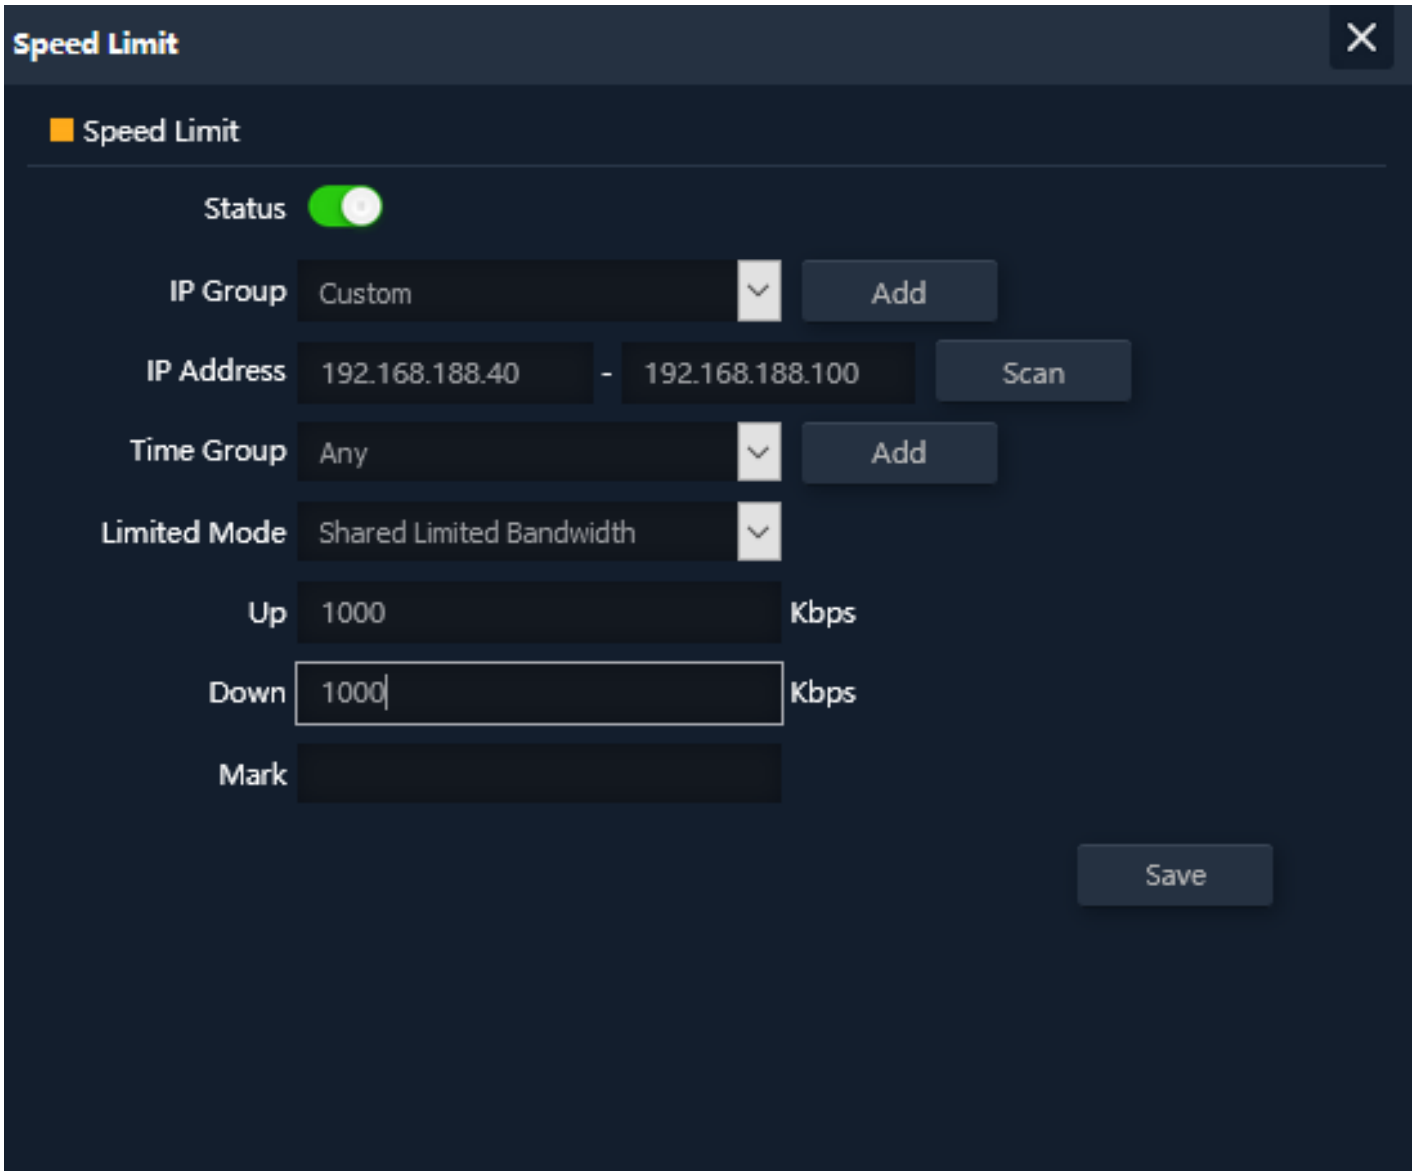 Speed Limit
Speed Limit
Status
IP Group Custom Add
IP Address 192.168.188.40 - 192.168.188.100 Scan
Time Group Any Add
Limited Mode Shared Limited Bandwidth
Up 1000 Kbps
Down 1000 Kbps
Mark
Save